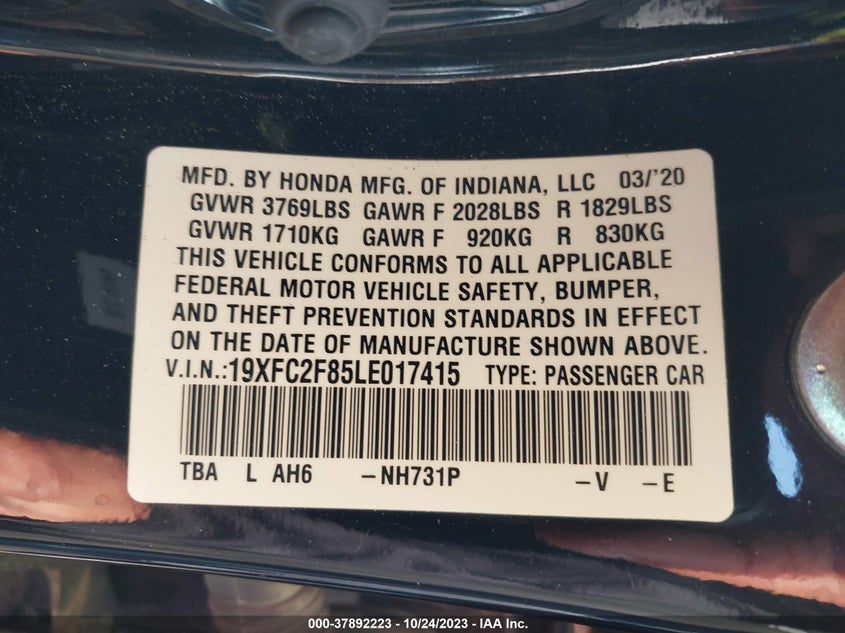 MFD. BY HONDA MFG. OF INDIANA, LLC 03/'20
GVWR 3769LBS GAWR F 2028LBS R 1829LBS
GVWR 1710KG GAWR F 920KG R 830KG
THIS VEHICLE CONFORMS TO ALL APPLICABLE
FEDERAL MOTOR VEHICLE SAFETY, BUMPER,
AND THEFT PREVENTION STANDARDS IN EFFECT
ON THE DATE OF MANUFACTURE SHOWN ABOVE.
V.I.N.:19XFC2F85LE017415 TYPE: PASSENGER CAR
TBA L AH6 -NH731P -V -E
000-37892223 - 10/24/2023 - IAA Inc.